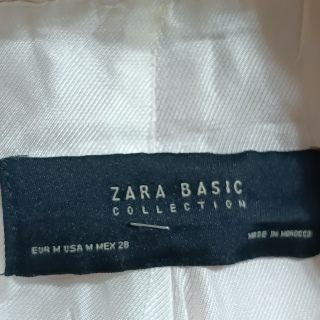 ZARA BASIC
COLLECTION
EUR M USA M MEX 28
MADE IN MOROCCO